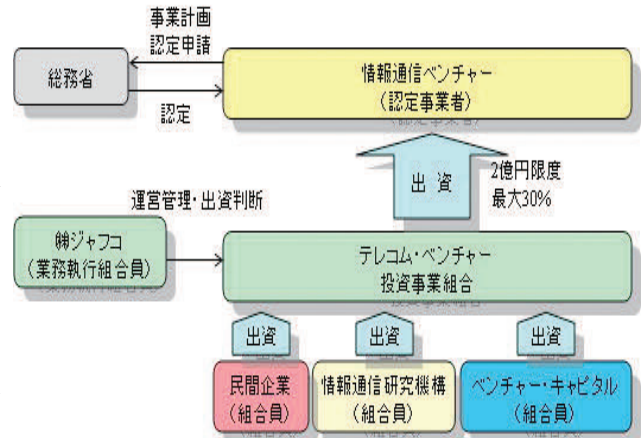 事業計画
認定申請
総務省
情報通信ベンチャー
(認定事業者)
認定
出 資
2億円限度
最大30%
運営管理・出資判断
㈱ジャフコ
(業務執行組合員)
テレコム・ベンチャー
投資事業組合
出資
出資
出資
民間企業
(組合員)
情報通信研究機構
(組合員)
ベンチャー・キャピタル
(組合員)